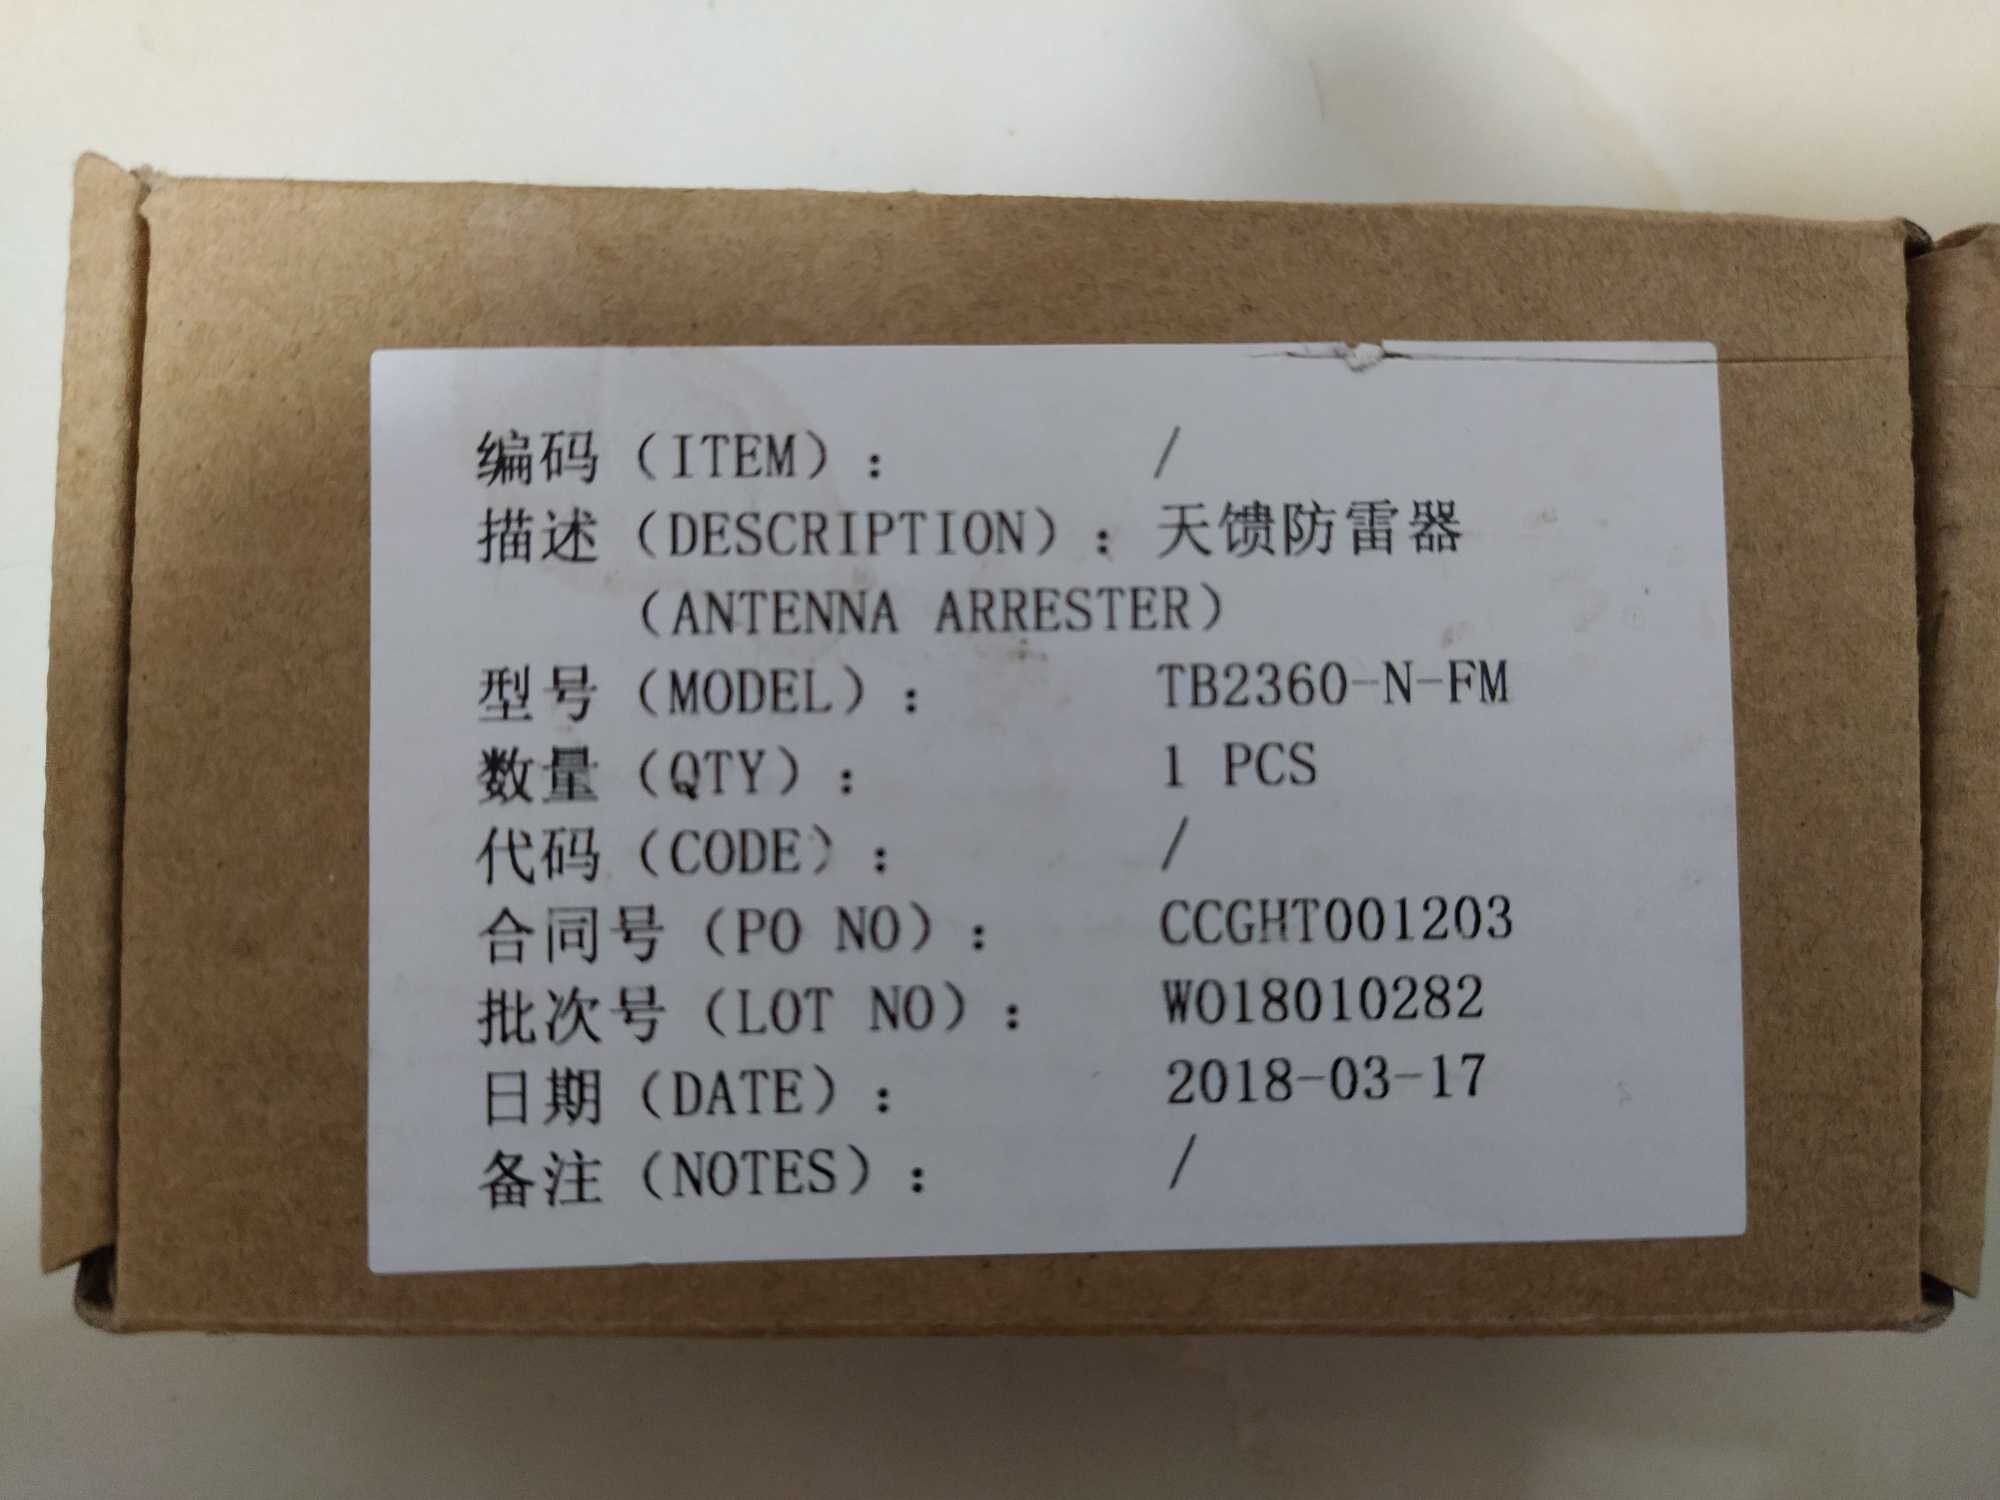 编码（ITEM）： /
描述（DESCRIPTION）：天馈防雷器
（ANTENNA ARRESTER）
型号（MODEL）： TB2360-N-FM
数量（QTY）： 1 PCS
代码（CODE）： /
合同号（PO NO）： CCGHT001203
批次号（LOT NO）： WO18010282
日期（DATE）： 2018-03-17
备注（NOTES）： /